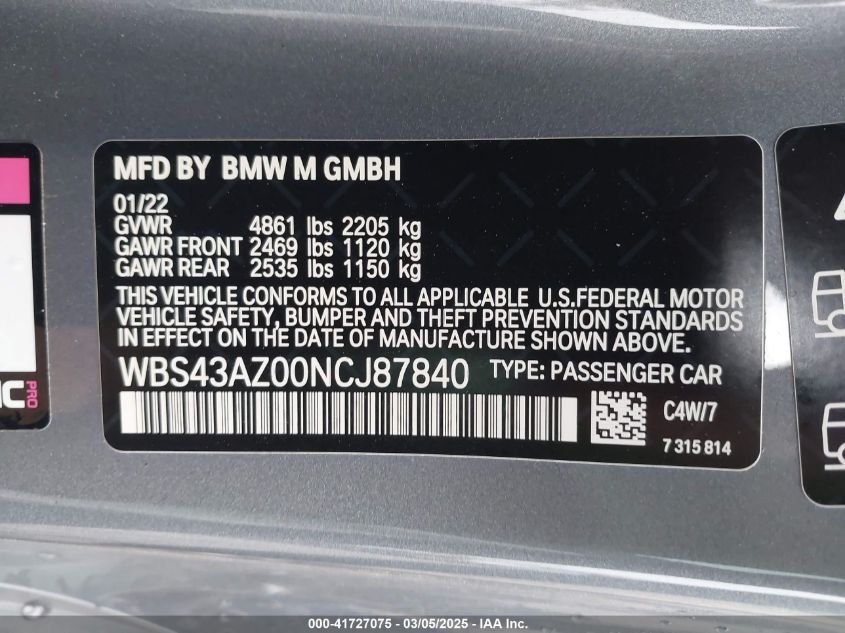 MFD BY BMW M GMBH
01/22
GVWR 4861 lbs 2205 kg
GAWR FRONT 2469 lbs 1120 kg
GAWR REAR 2535 lbs 1150 kg
THIS VEHICLE CONFORMS TO ALL APPLICABLE U.S.FEDERAL MOTOR
VEHICLE SAFETY, BUMPER AND THEFT PREVENTION STANDARDS
IN EFFECT ON THE DATE OF MANUFACTURE SHOWN ABOVE.
WBS43AZ00NCJ87840 TYPE: PASSENGER CAR
C4W/7
7 315 814
PRO
000-41727075 — 03/05/2025 - IAA Inc.